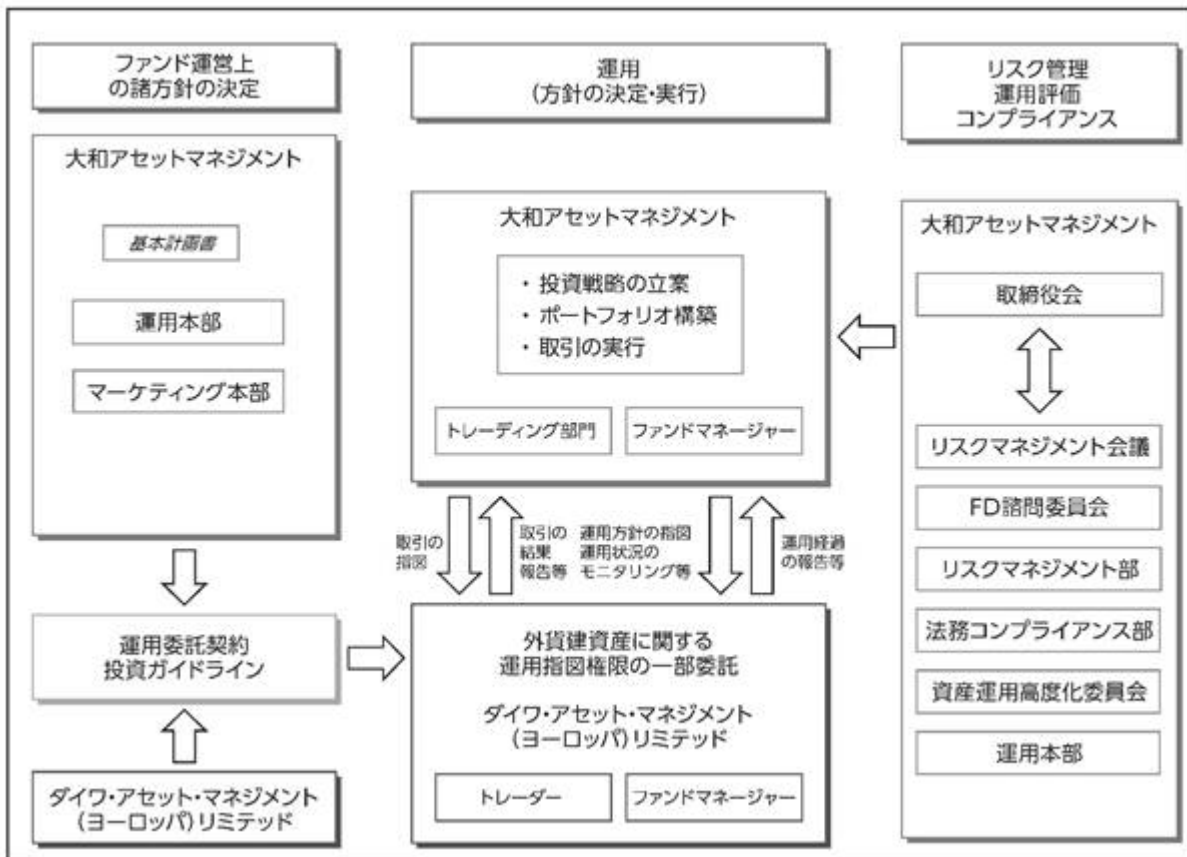 ファンド運営上
の諸方針の決定
大和アセットマネジメント
基本計画書
運用本部
マーケティング本部
運用委託契約
投資ガイドライン
ダイワ・アセット・マネジメント
(ヨーロッパ)リミテッド
運用
(方針の決定・実行)
大和アセットマネジメント
・ 投資戦略の立案
・ ポートフォリオ構築
・ 取引の実行
トレーディング部門
ファンドマネージャー
取引の
指図
取引の
結果
報告等
運用方針の指図
運用状況の
モニタリング等
運用経過
の報告等
外貨建資産に関する
運用指図権限の一部委託
ダイワ・アセット・マネジメント
(ヨーロッパ)リミテッド
トレーダー
ファンドマネージャー
リスク管理
運用評価
コンプライアンス
大和アセットマネジメント
取締役会
リスクマネジメント会議
FD諮問委員会
リスクマネジメント部
法務コンプライアンス部
資産運用高度化委員会
運用本部